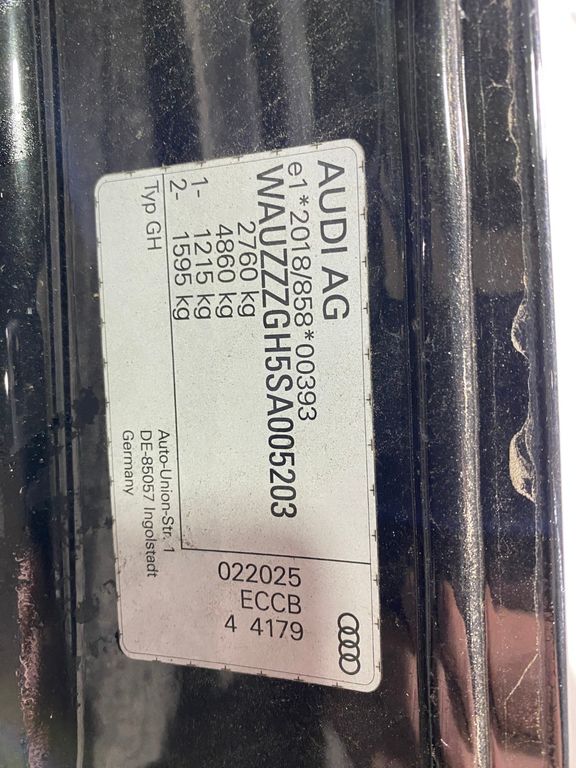 AUDI AG
e1*2018/858*00393
WAUZZZGH5SA005203
2760 kg
4860 kg
1- 1215 kg
2- 1595 kg
Typ GH
Auto-Union-Str. 1
DE-85057 Ingolstadt
Germany
022025
ECCB
4 4179